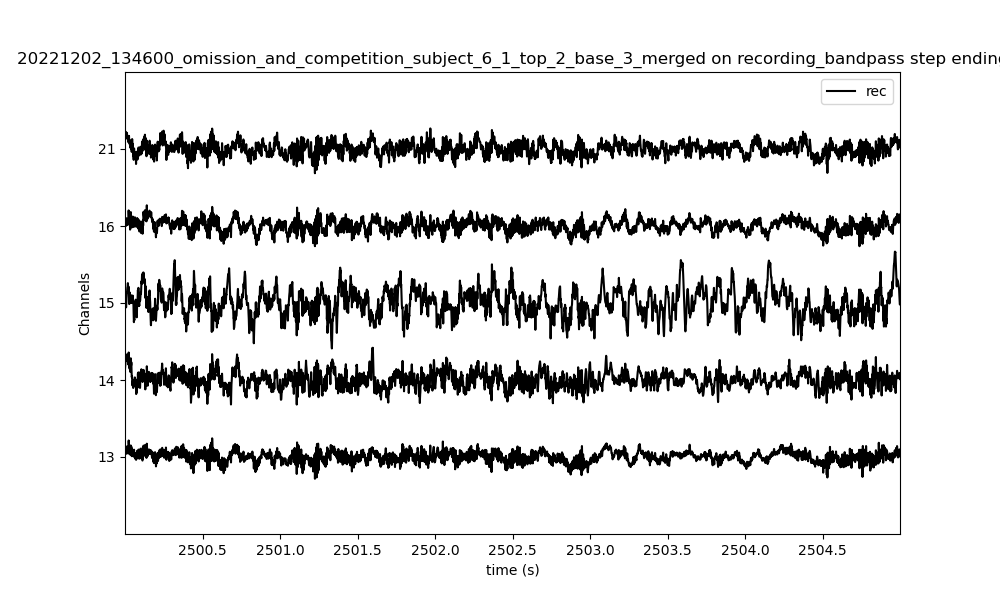 20221202_134600_omission_and_competition_subject_6_1_top_2_base_3_merged on recording_bandpass step ending
rec
21
16
15
14
13
Channels
2500.5 2501.0 2501.5 2502.0 2502.5 2503.0 2503.5 2504.0 2504.5
time (s)